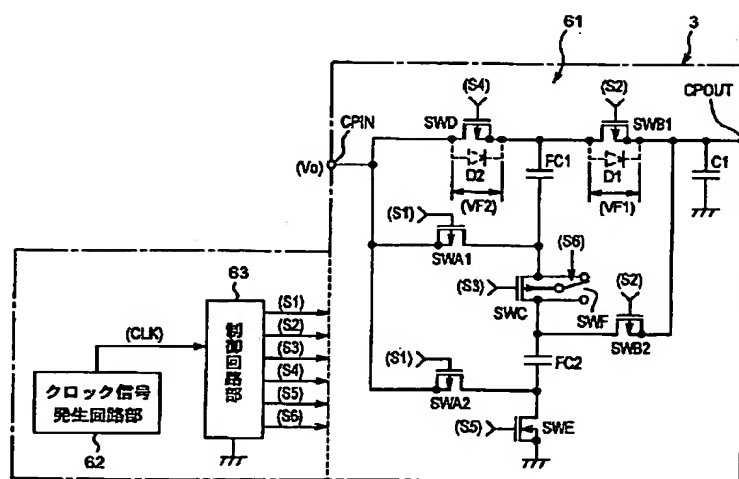 61
3
(S4)
(S2)
CPOUT
CPIN
SWD
SWB1
(Vo)
D2
FC1
D1
C1
(VF2)
(VF1)
(S1)
SWA1
(S6)
63
(S3)
SWC
SWF
(S2)
(S1)
(CLK)
(S2)
SWB2
制御回路部
(S3)
(S1)
FC2
(S4)
クロック信号
発生回路部
(S5)
SWA2
(S6)
(S5)
SWE
62